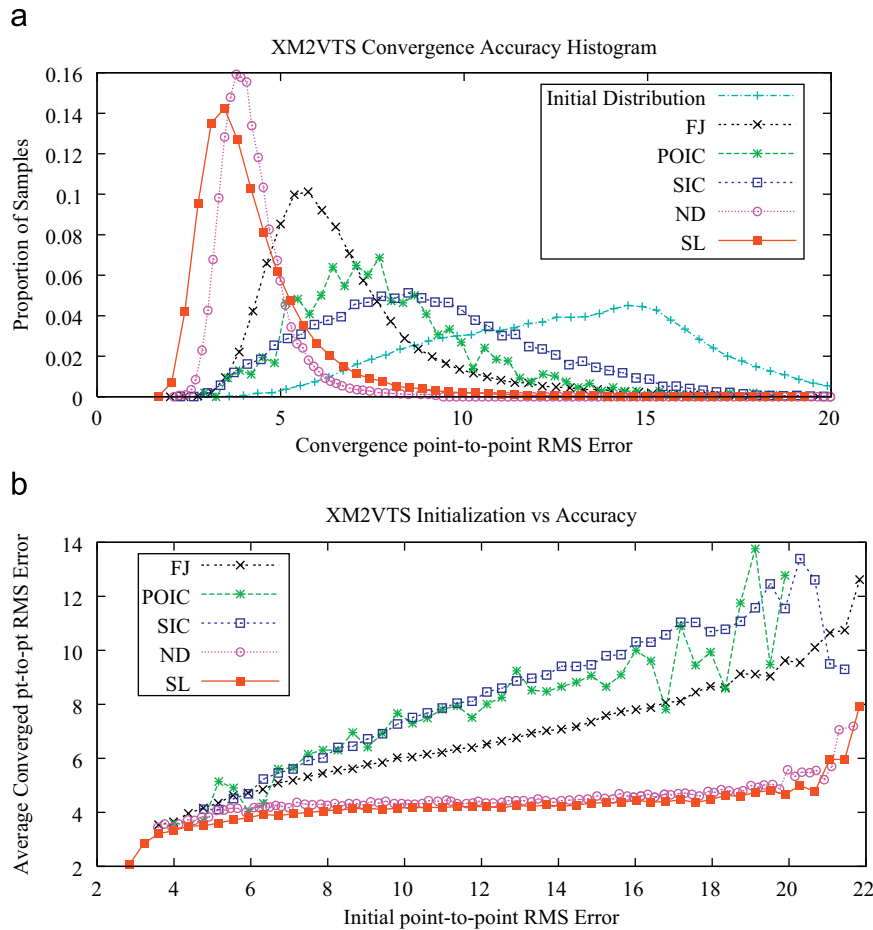 a
XM2VTS Convergence Accuracy Histogram
0.16
0.14
0.12
0.1
0.08
0.06
0.04
0.02
0
Proportion of Samples
Initial Distribution
FJ
POIC
SIC
ND
SL
0 5 10 15 20
Convergence point-to-point RMS Error
b
XM2VTS Initialization vs Accuracy
14
12
10
8
6
4
2
Average Converged pt-to-pt RMS Error
FJ
POIC
SIC
ND
SL
2 4 6 8 10 12 14 16 18 20 22
Initial point-to-point RMS Error